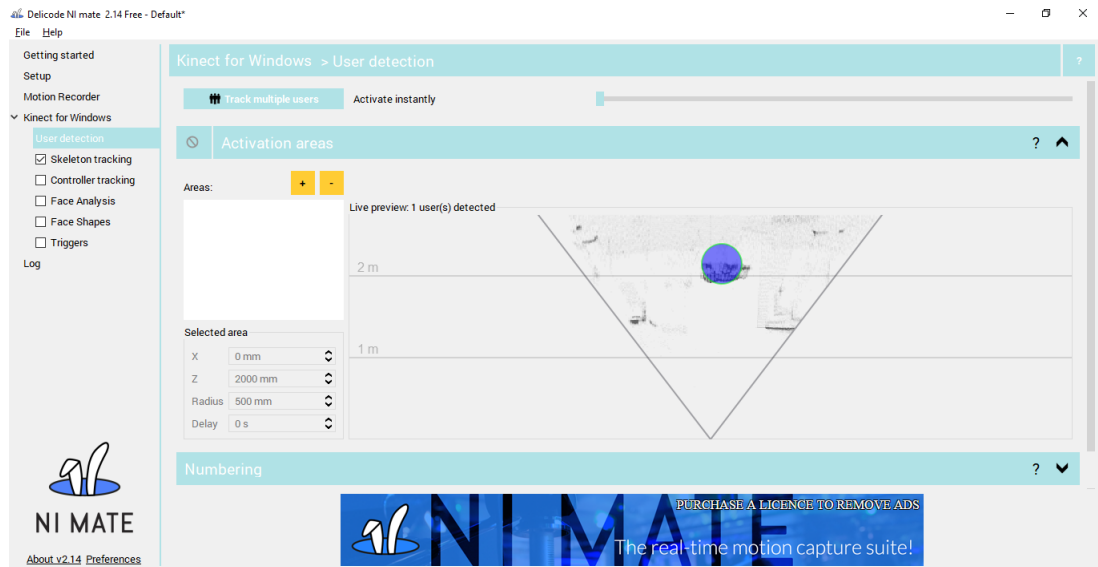 Delicode NI mate 2.14 Free - Default*
File Help
Getting started
Setup
Motion Recorder
Kinect for Windows
User detection
Skeleton tracking
Controller tracking
Face Analysis
Face Shapes
Triggers
Log
NI MATE
About v2.14 Preferences
Kinect for Windows > User detection ?
Track multiple users Activate instantly
Activation areas ?
Areas: + -
Live preview: 1 user(s) detected
2 m
1 m
Selected area
X 0 mm
Z 2000 mm
Radius 500 mm
Delay 0 s
Numbering ?
PURCHASE A LICENCE TO REMOVE ADS
NI MATE
The real-time motion capture suite!